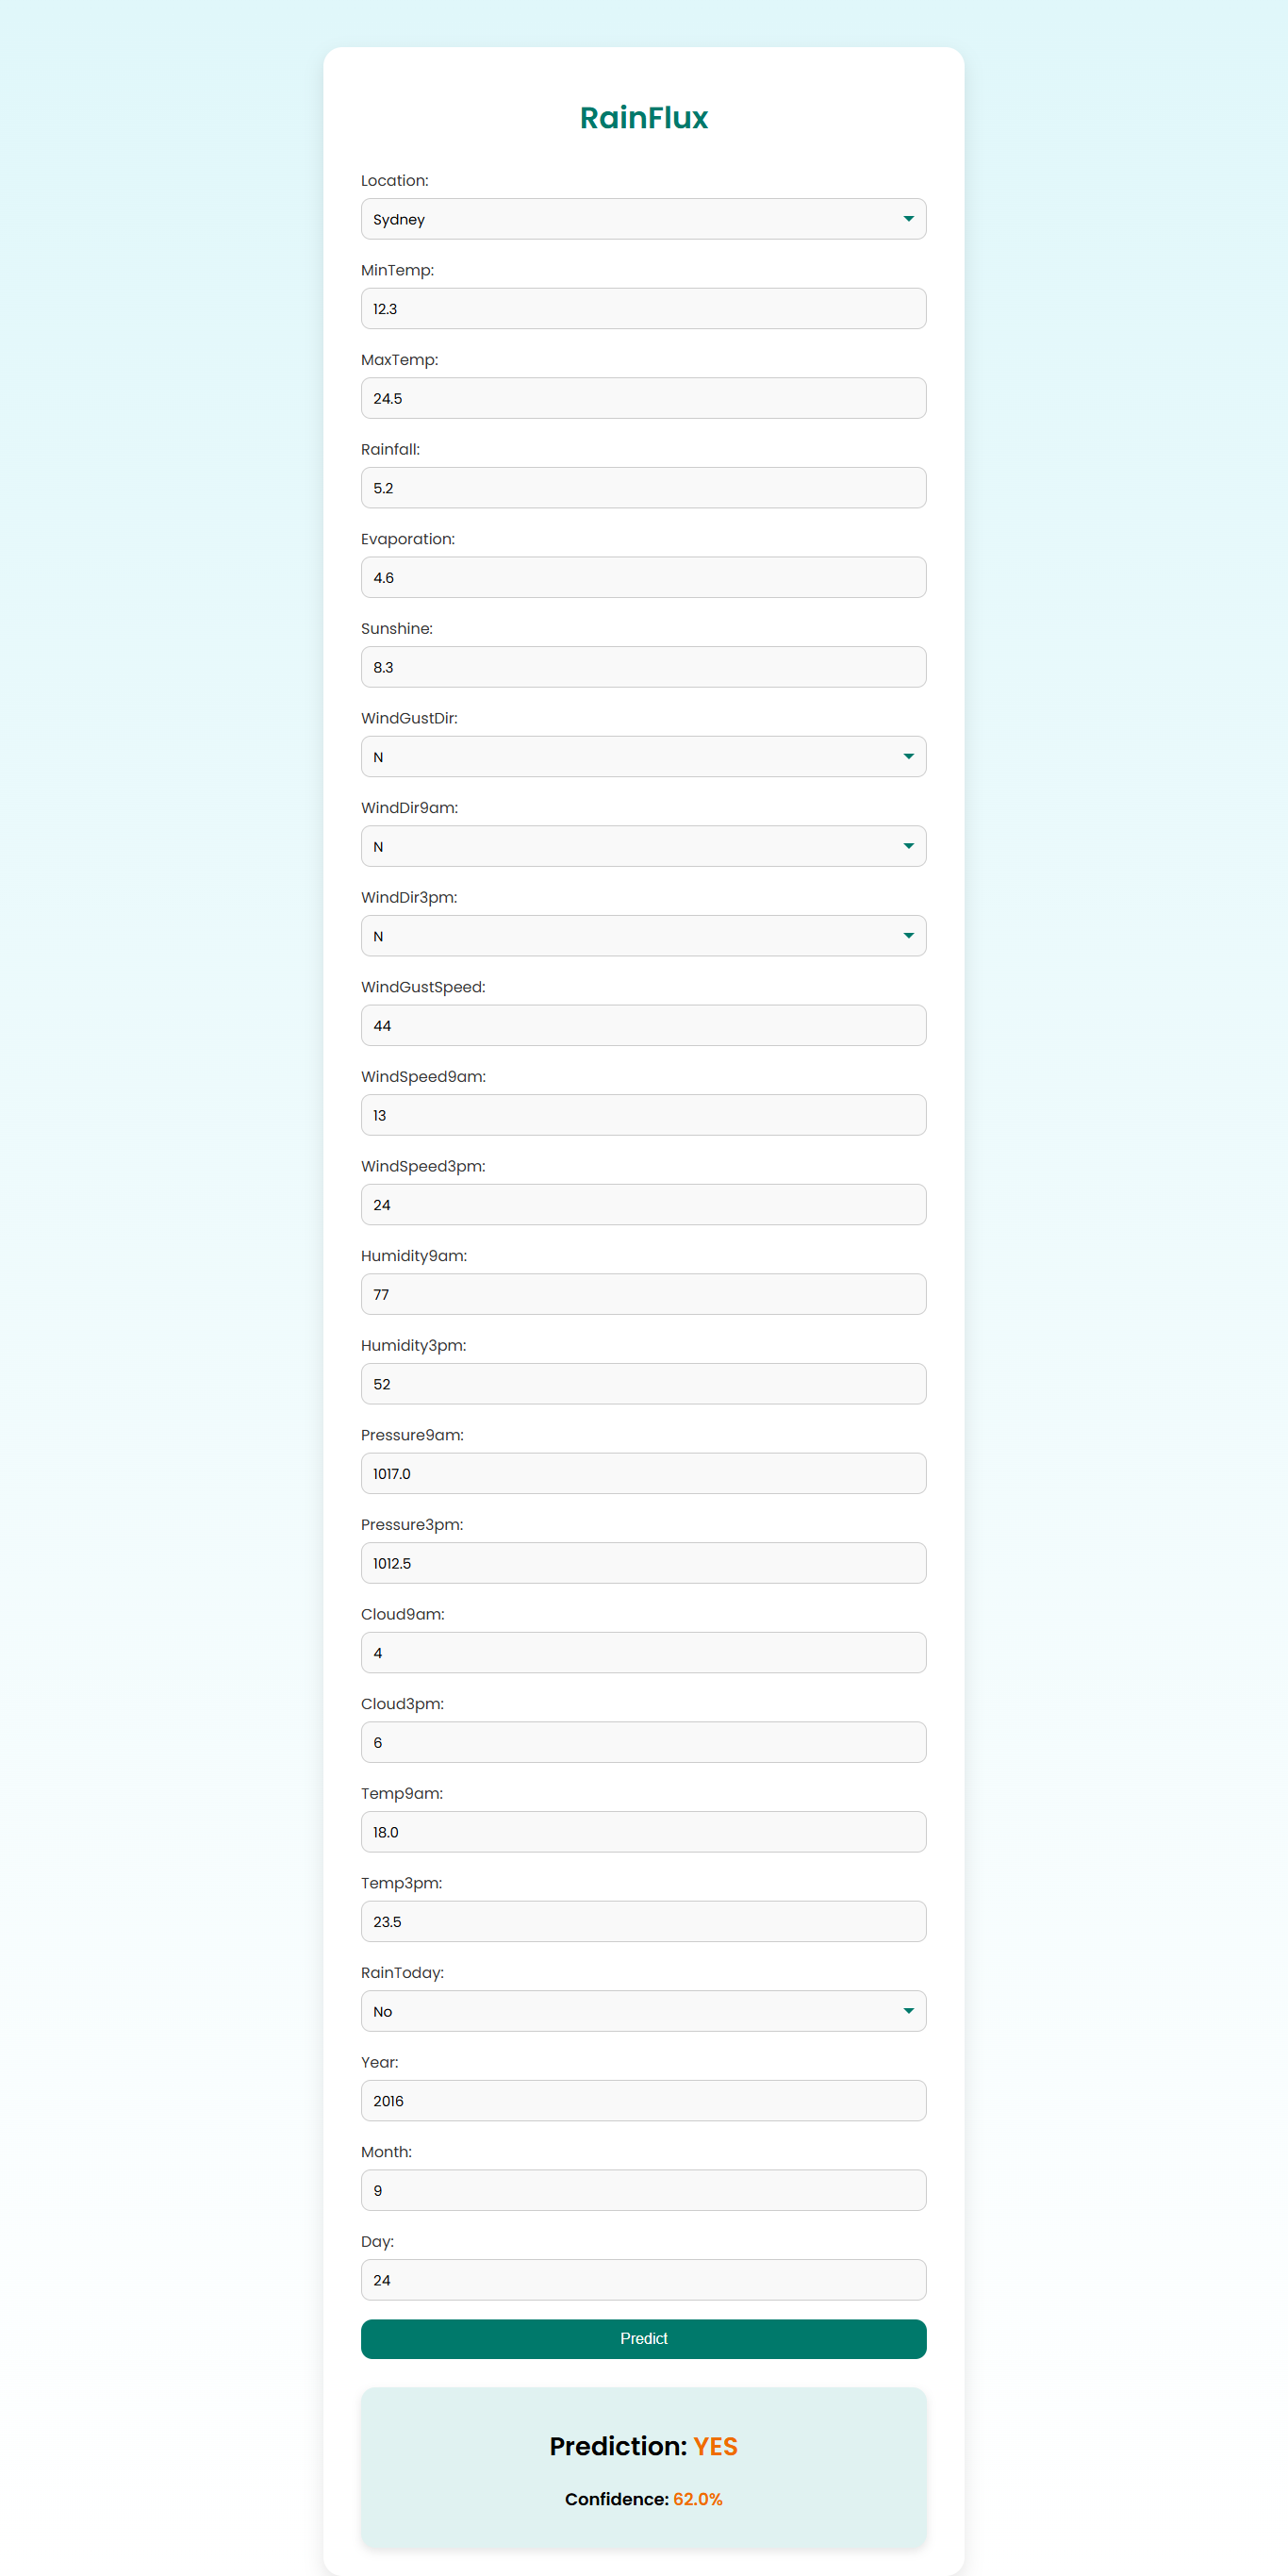 RainFlux
Location:
Sydney
MinTemp:
12.3
MaxTemp:
24.5
Rainfall:
5.2
Evaporation:
4.6
Sunshine:
8.3
WindGustDir:
N
WindDir9am:
N
WindDir3pm:
N
WindGustSpeed:
44
WindSpeed9am:
13
WindSpeed3pm:
24
Humidity9am:
77
Humidity3pm:
52
Pressure9am:
1017.0
Pressure3pm:
1012.5
Cloud9am:
4
Cloud3pm:
6
Temp9am:
18.0
Temp3pm:
23.5
RainToday:
No
Year:
2016
Month:
9
Day:
24
Predict
Prediction: YES
Confidence: 62.0%